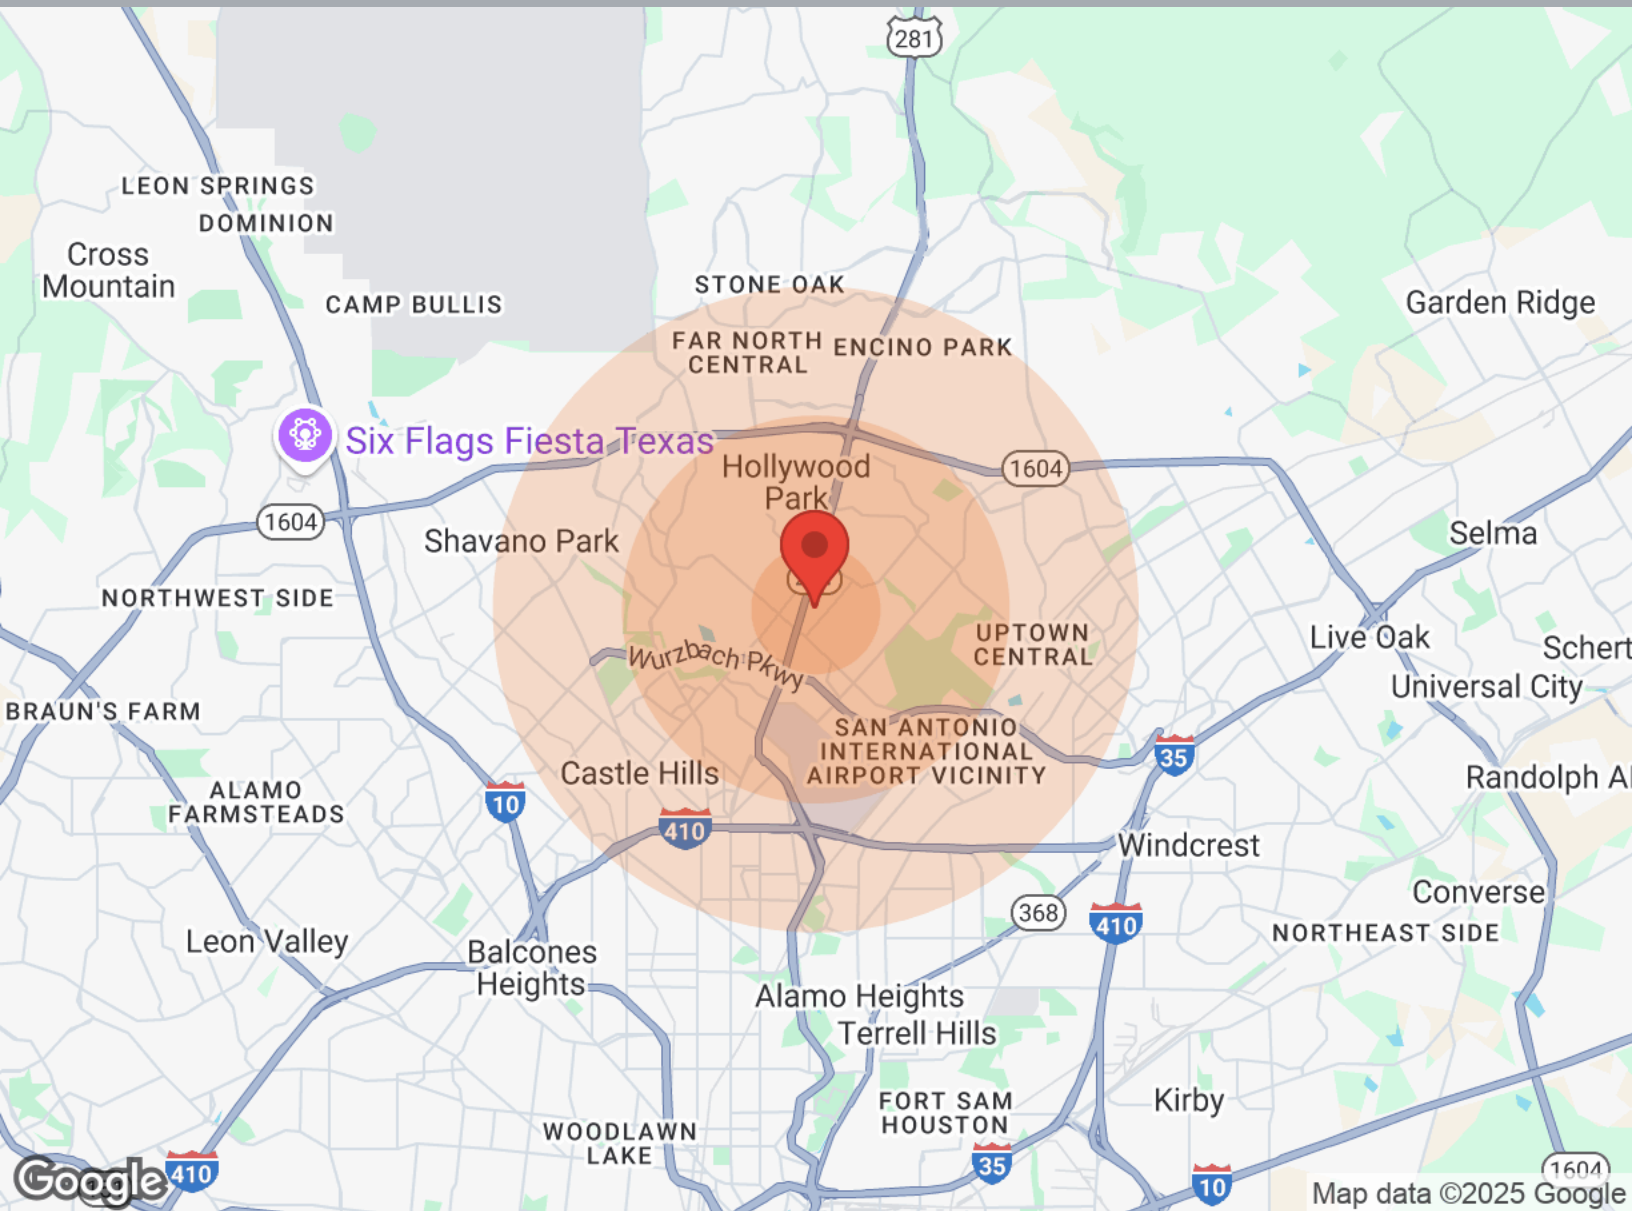 281
LEON SPRINGS
DOMINION
Cross
Mountain
STONE OAK
CAMP BULLIS
Garden Ridge
FAR NORTH
CENTRAL
ENCINO PARK
Six Flags Fiesta Texas
Hollywood
Park
1604
1604
Shavano Park
Selma
NORTHWEST SIDE
UPTOWN
CENTRAL
Live Oak
Schert
Wurzbach Pkwy
Universal City
BRAUN'S FARM
SAN ANTONIO
INTERNATIONAL
AIRPORT VICINITY
35
Castle Hills
Randolph A
ALAMO
FARMSTEADS
10
410
Windcrest
Converse
368
410
NORTHEAST SIDE
Leon Valley
Balcones
Heights
Alamo Heights
Terrell Hills
Kirby
FORT SAM
HOUSTON
WOODLAWN
LAKE
35
410
10
1604
Google
Map data ©2025 Google